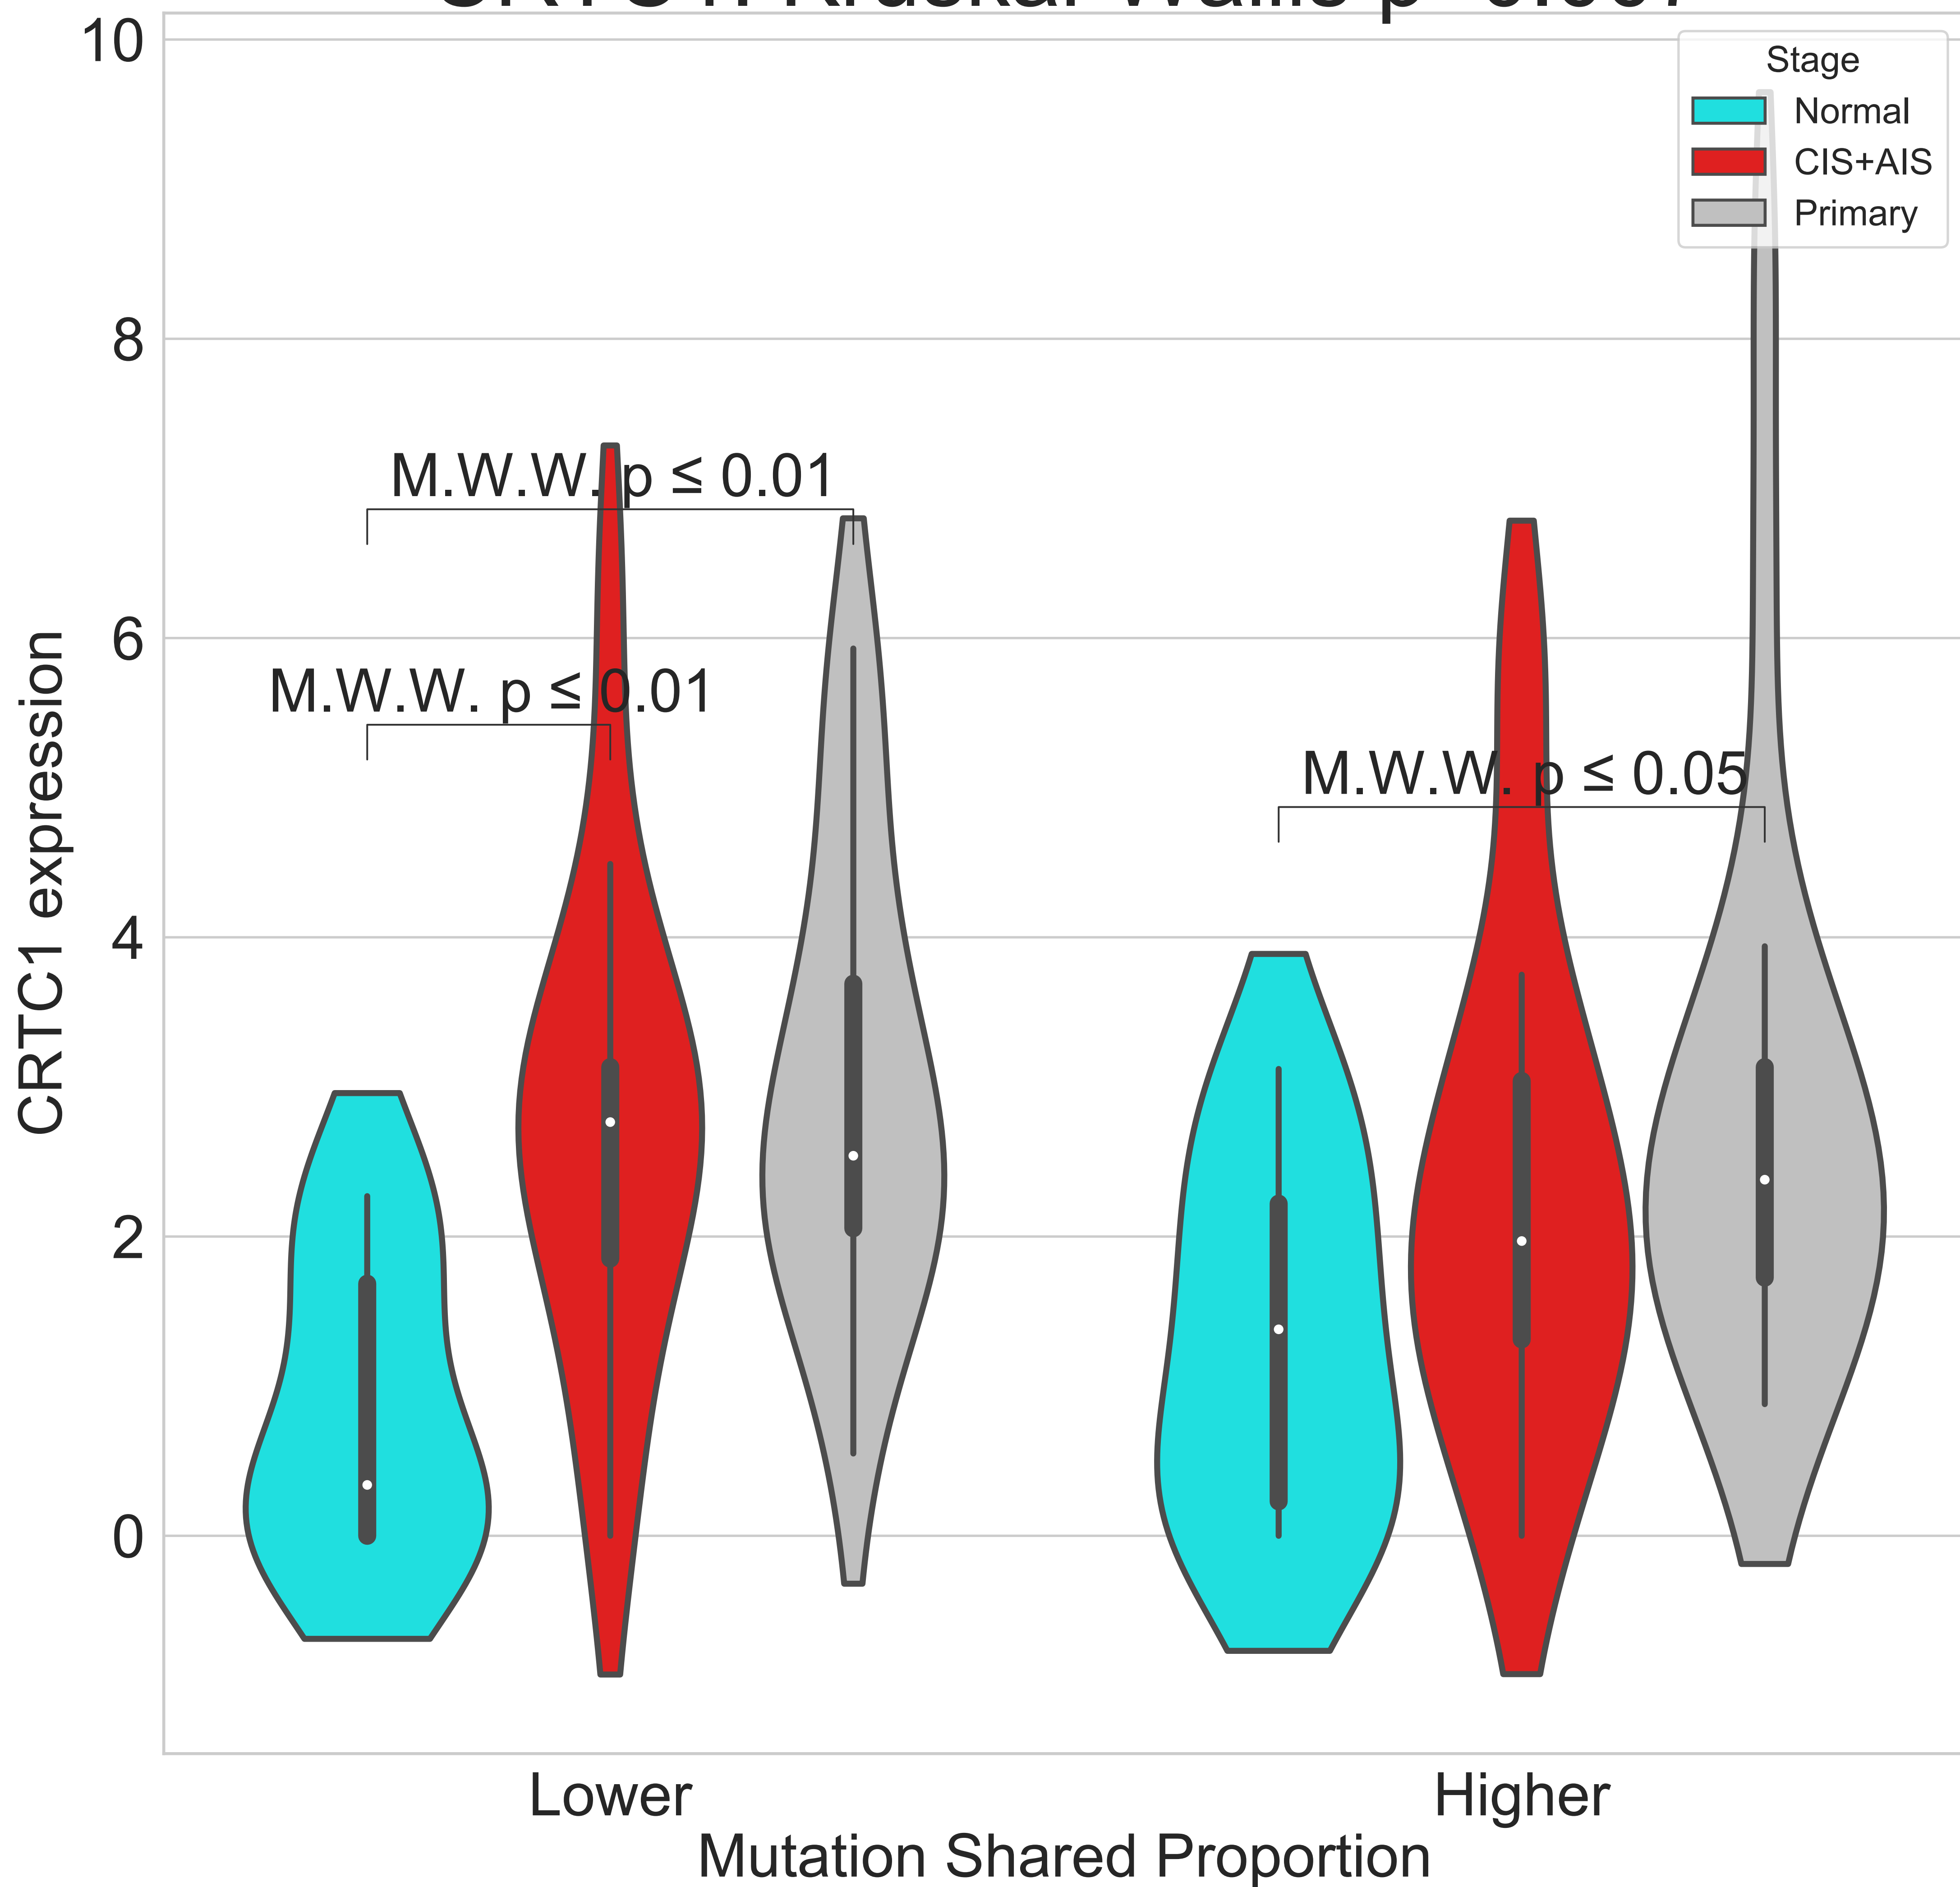 10
8
6
4
2
0
CRTC1 expression
Stage
Normal
CIS+AIS
Primary
M.W.W. p ≤ 0.01
M.W.W. p ≤ 0.01
M.W.W. p ≤ 0.05
Lower
Higher
Mutation Shared Proportion